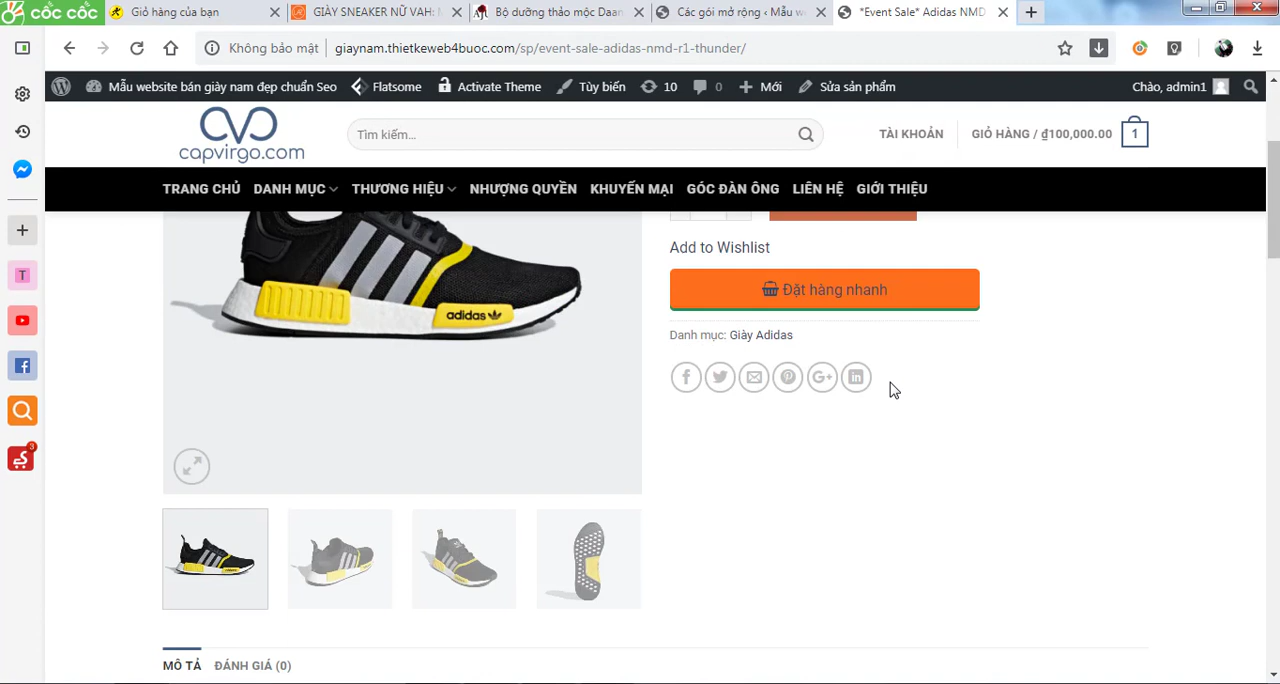 cốc cốc
Giỏ hàng của bạn
GIÀY SNEAKER NỮ VAH: M
Bộ dưỡng thảo mộc Daan
Các gói mở rộng ‹ Mẫu w
*Event Sale* Adidas NMD
Không bảo mật
giaynam.thietkeweb4buoc.com/sp/event-sale-adidas-nmd-r1-thunder/
Mẫu website bán giày nam đẹp chuẩn Seo
Flatsome
Activate Theme
Tùy biến
10
0
Mới
Sửa sản phẩm
Chào, admin1
capvirgo.com
Tìm kiếm...
TÀI KHOẢN
GIỎ HÀNG / ₫100,000.00
1
TRANG CHỦ
DANH MỤC
THƯƠNG HIỆU
NHƯỢNG QUYỀN
KHUYẾN MẠI
GÓC ĐÀN ÔNG
LIÊN HỆ
GIỚI THIỆU
Add to Wishlist
Đặt hàng nhanh
adidas
Danh mục: Giày Adidas
T
3
MÔ TẢ
ĐÁNH GIÁ (0)